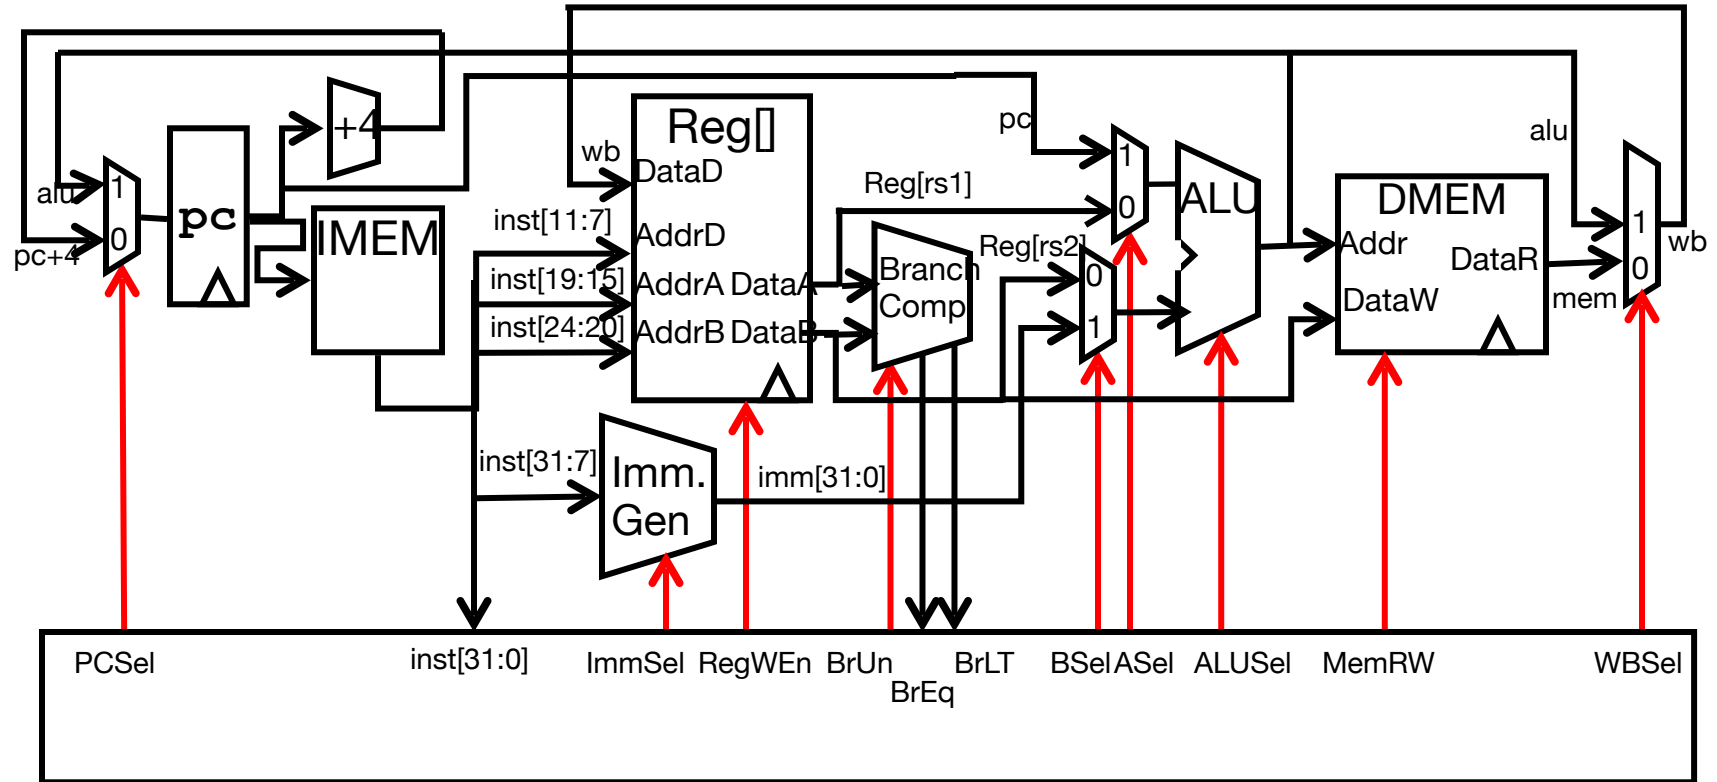 +4
Reg[]
pc
alu
wb
DataD
Reg[rs1]
1
ALU
DMEM
alu
1
pc
IMEM
inst[11:7]
AddrD
0
1
0
pc+4
inst[19:15]
AddrA DataA
Branch
Comp
Reg[rs2]
0
Addr
DataR
wb
0
mem
inst[24:20]
AddrB DataB
1
DataW
inst[31:7]
Imm.
Gen
imm[31:0]
PCSel
inst[31:0]
ImmSel
RegWEn
BrUn
BrEq
BrLT
BSel
ASel
ALUSel
MemRW
WBSel